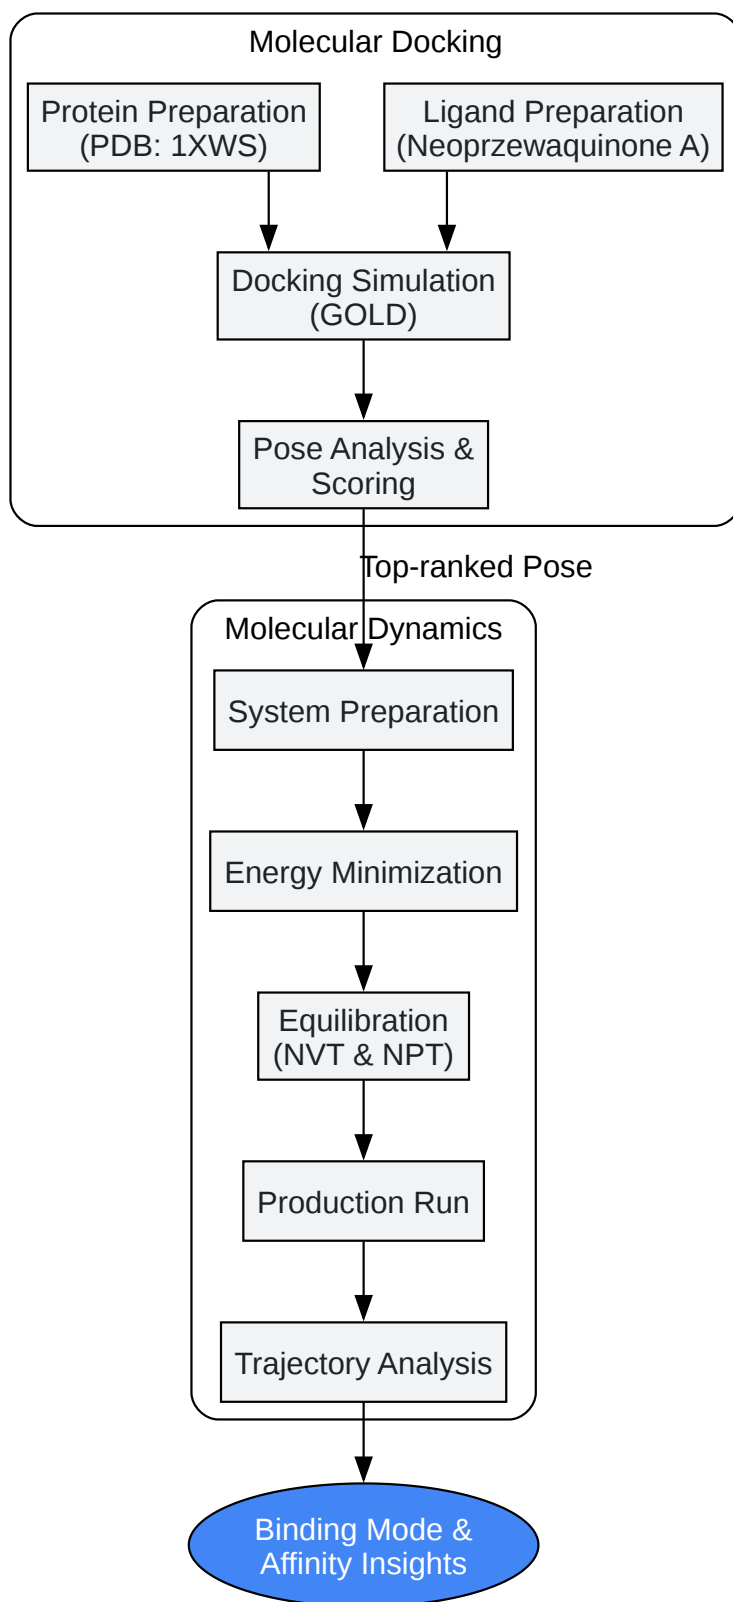 Molecular Docking
Protein Preparation
(PDB: 1XWS)
Ligand Preparation
(Neoprzewaquinone A)
Docking Simulation
(GOLD)
Pose Analysis &
Scoring
Top-ranked Pose
Molecular Dynamics
System Preparation
Energy Minimization
Equilibration
(NVT & NPT)
Production Run
Trajectory Analysis
Binding Mode &
Affinity Insights